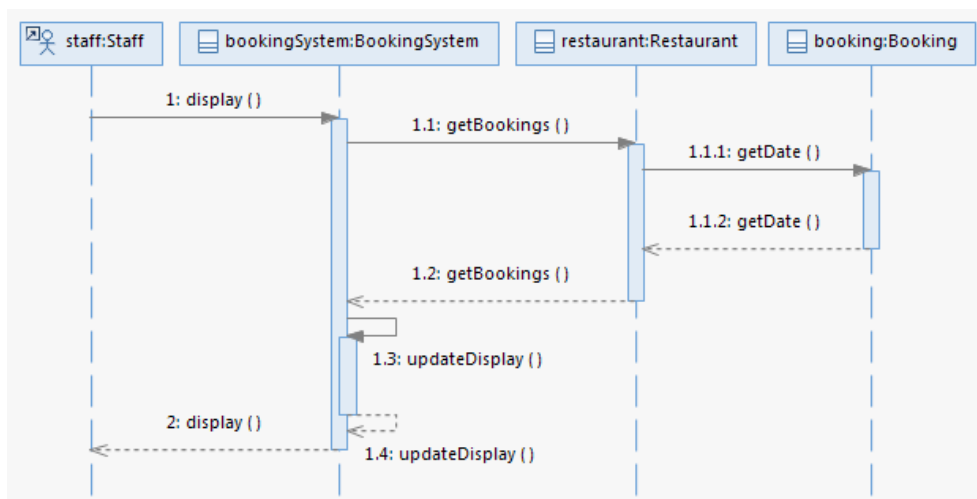 staff:Staff
bookingSystem:BookingSystem
restaurant:Restaurant
booking:Booking
1: display ( )
1.1: getBookings ( )
1.1.1: getDate ( )
1.1.2: getDate ( )
1.2: getBookings ( )
1.3: updateDisplay ( )
2: display ( )
1.4: updateDisplay ( )